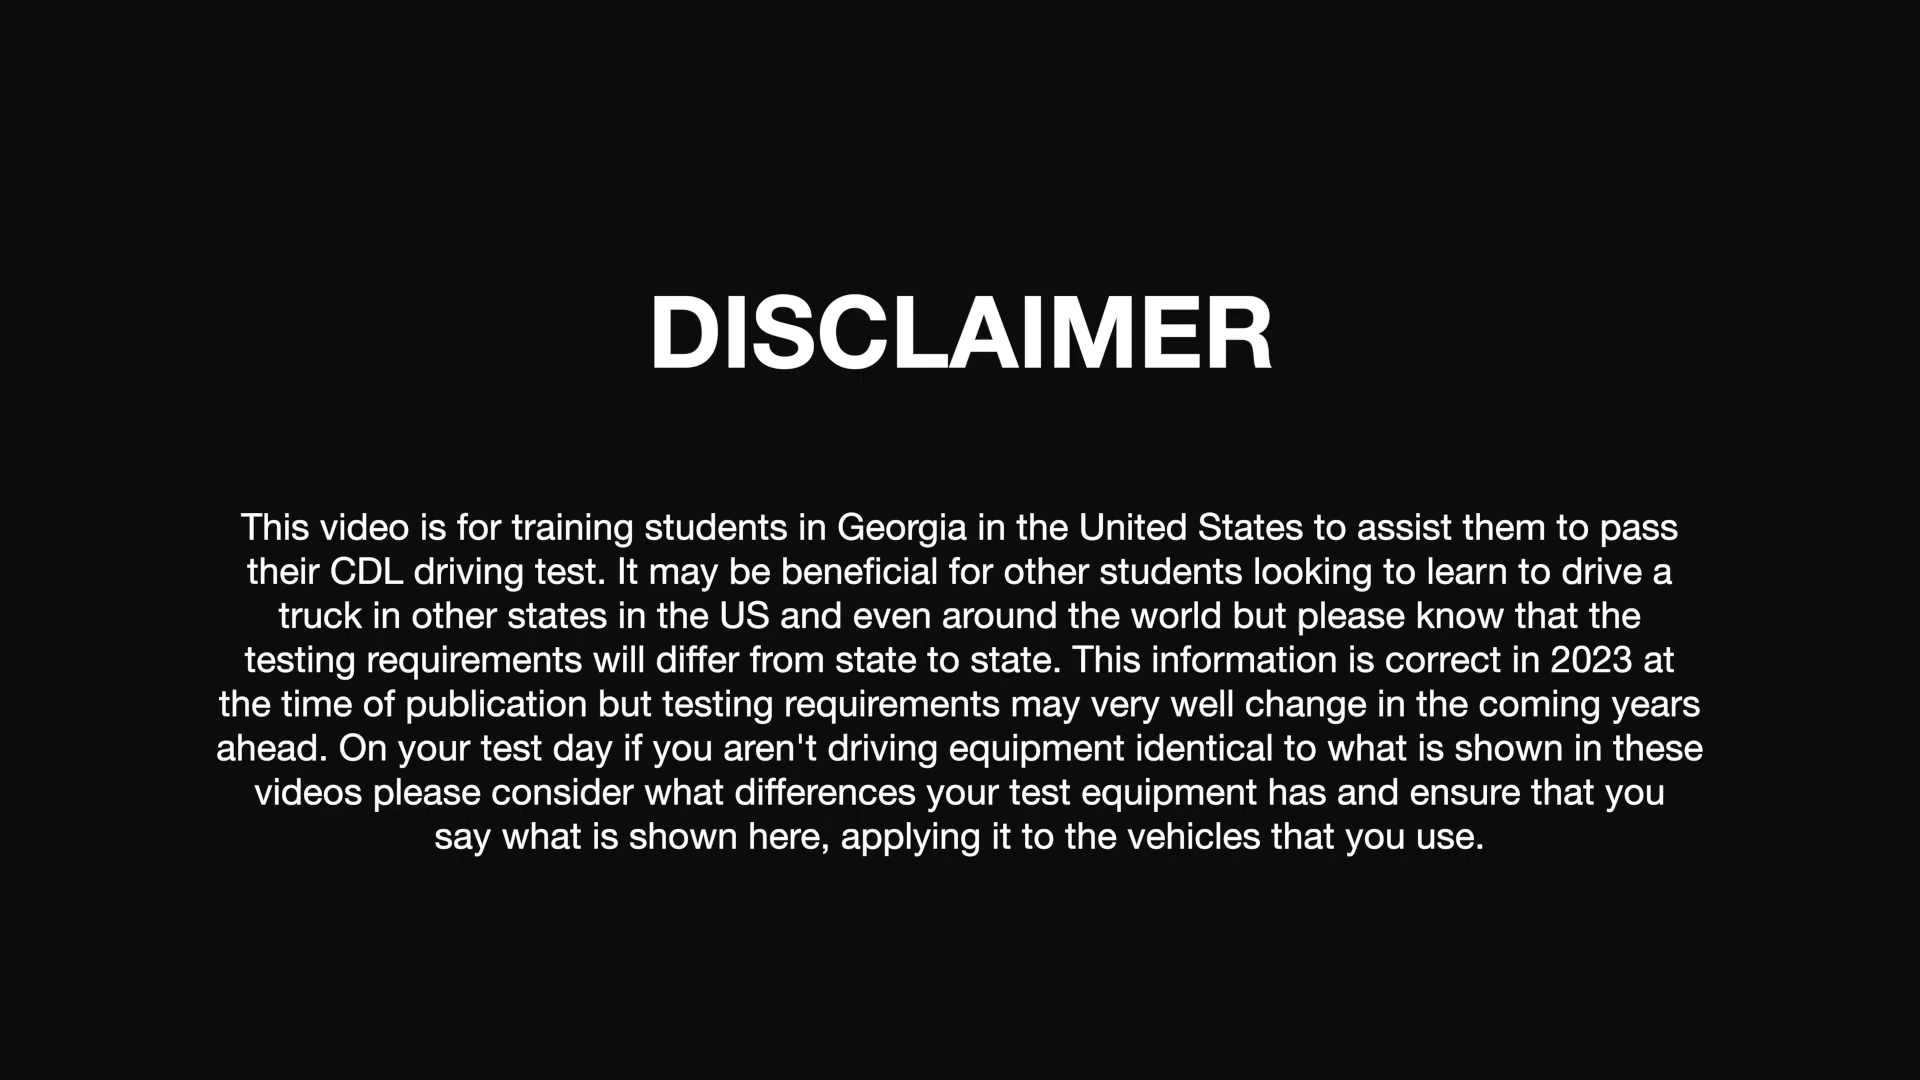 DISCLAIMER
This video is for training students in Georgia in the United States to assist them to pass
their CDL driving test. It may be beneficial for other students looking to learn to drive a
truck in other states in the US and even around the world but please know that the
testing requirements will differ from state to state. This information is correct in 2023 at
the time of publication but testing requirements may very well change in the coming years
ahead. On your test day if you aren't driving equipment identical to what is shown in these
videos please consider what differences your test equipment has and ensure that you
say what is shown here, applying it to the vehicles that you use.